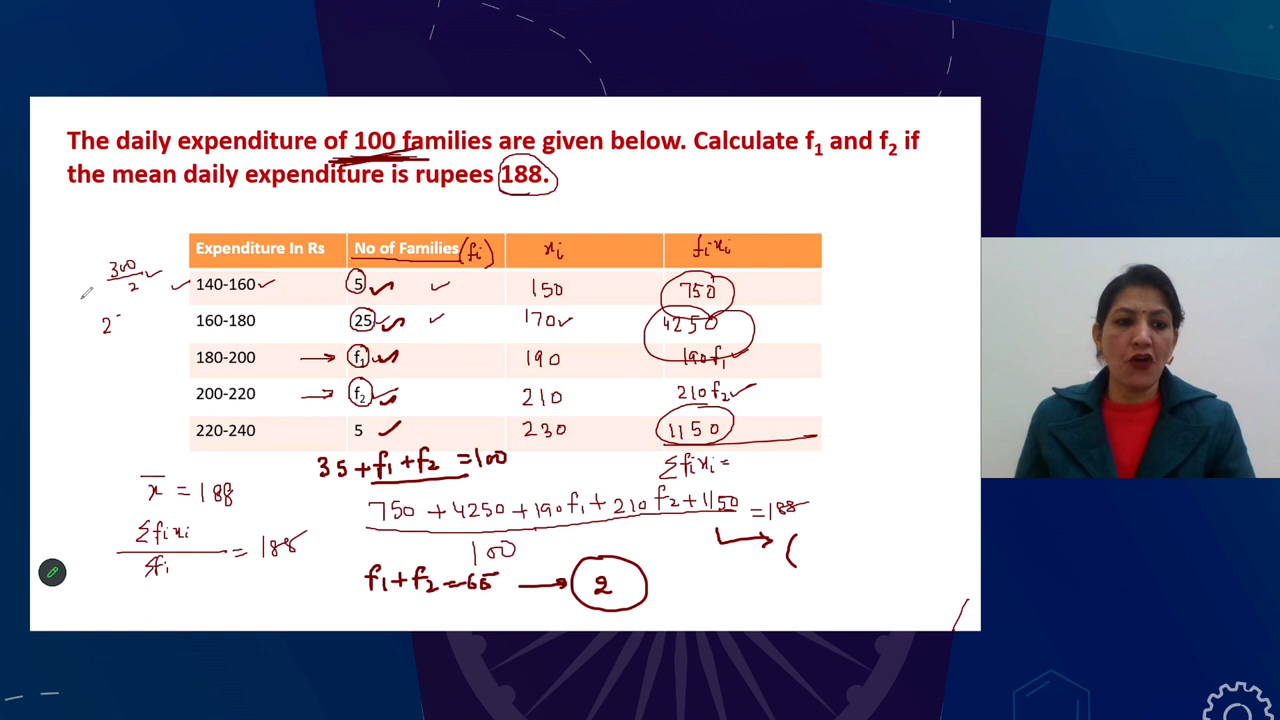 The daily expenditure of 100 families are given below. Calculate f1 and f2 if
the mean daily expenditure is rupees 188.
Expenditure In Rs No of Families (fi) xi fixi
300/2 140-160 5 150 750
2 160-180 25 170 4250
180-200 → f1 190 190f1
200-220 → f2 210 210f2
220-240 5 230 1150
35+f1+f2=100 Σfixi=
x̄ = 188
750+4250+190f1+210f2+1150 =188
100
Σfixi = 188
Σfi
f1+f2=65 → 2
(